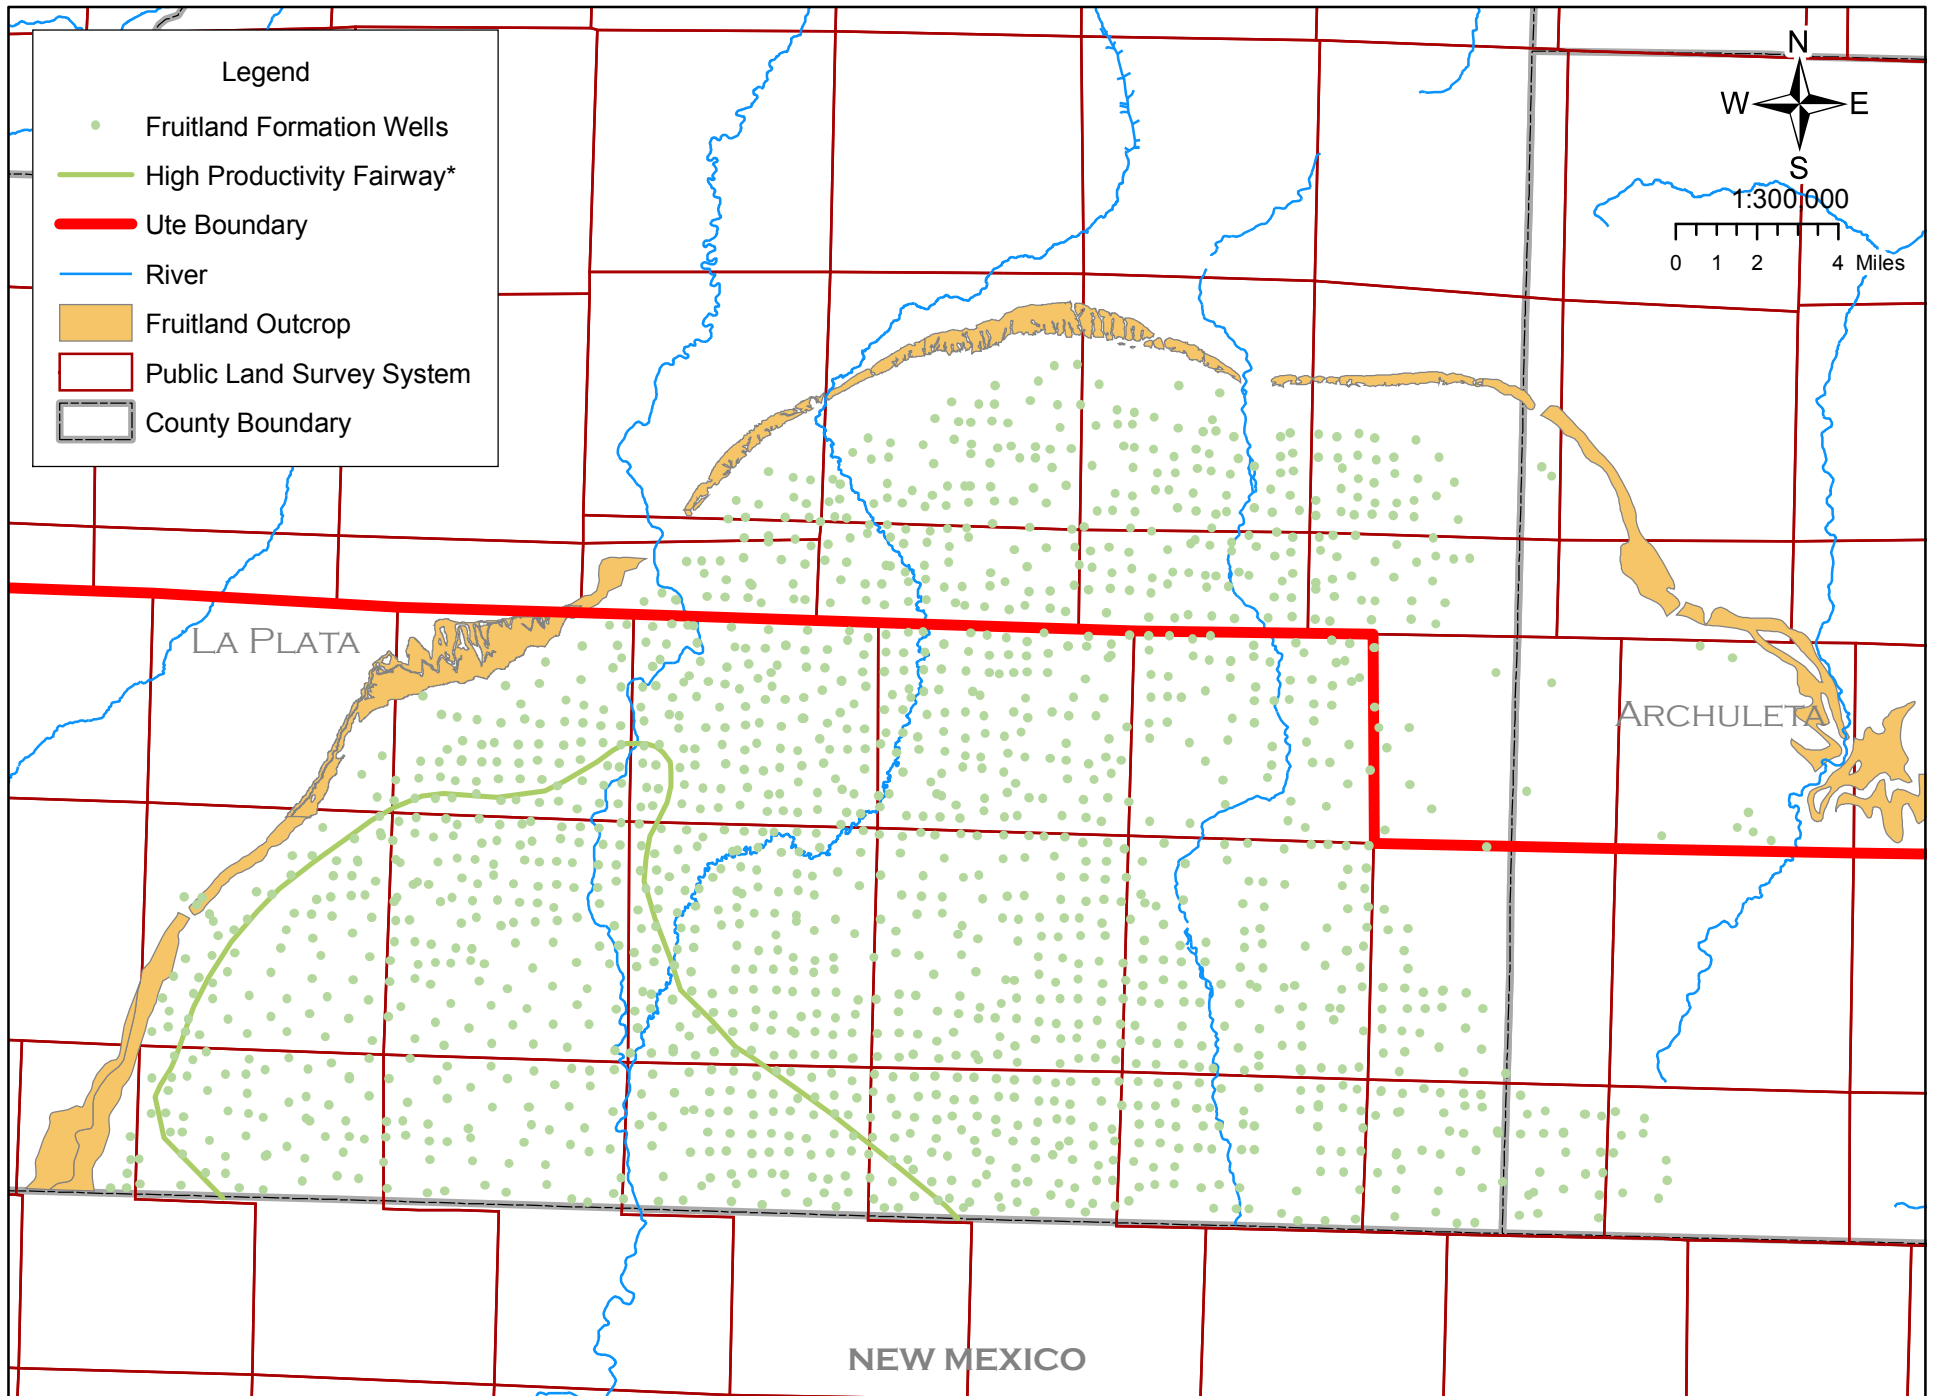 Legend
Fruitland Formation Wells
High Productivity Fairway*
Ute Boundary
River
Fruitland Outcrop
Public Land Survey System
County Boundary
N
W E
S
1:300,000
0 1 2 4 Miles
LA PLATA
ARCHULETA
NEW MEXICO